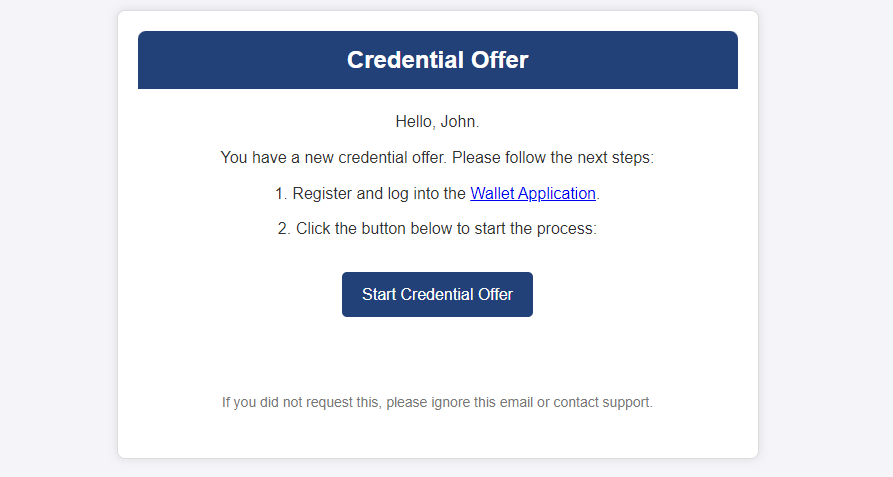 Credential Offer
Hello, John.
You have a new credential offer. Please follow the next steps:
1. Register and log into the Wallet Application.
2. Click the button below to start the process:
Start Credential Offer
If you did not request this, please ignore this email or contact support.